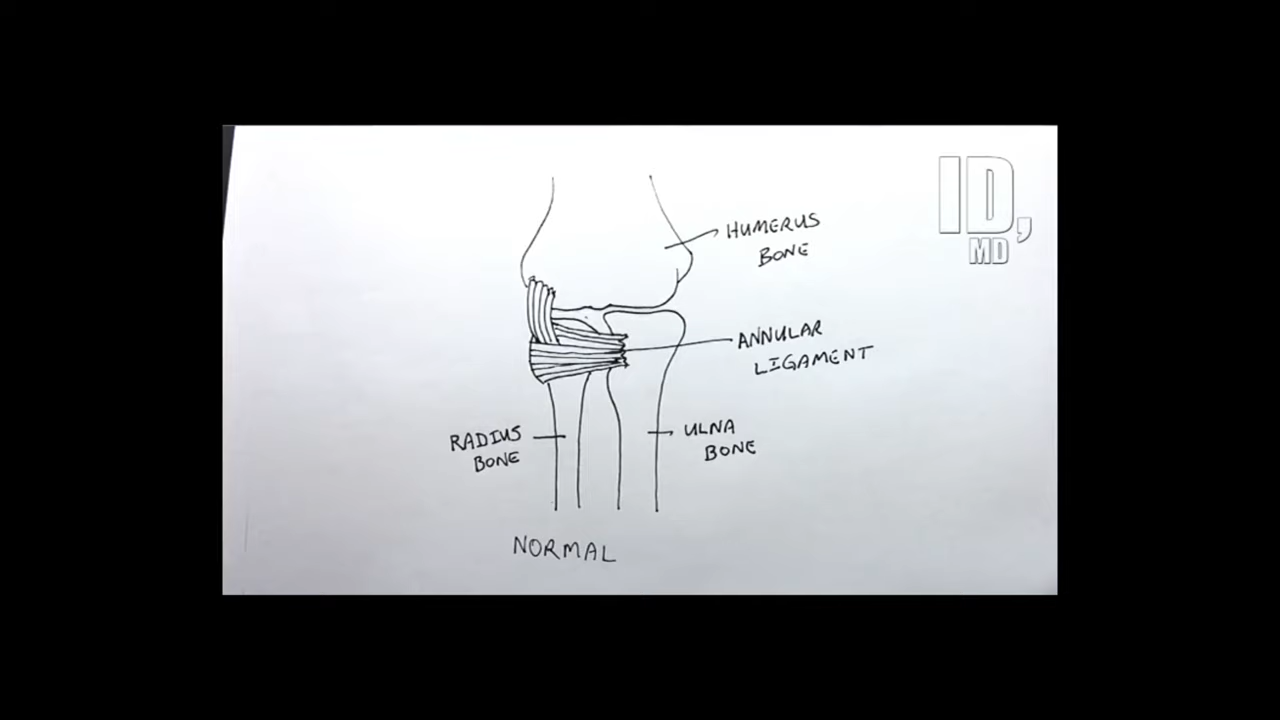 ID,
MD
HUMERUS
BONE
ANNULAR
LIGAMENT
RADIUS
BONE
ULNA
BONE
NORMAL